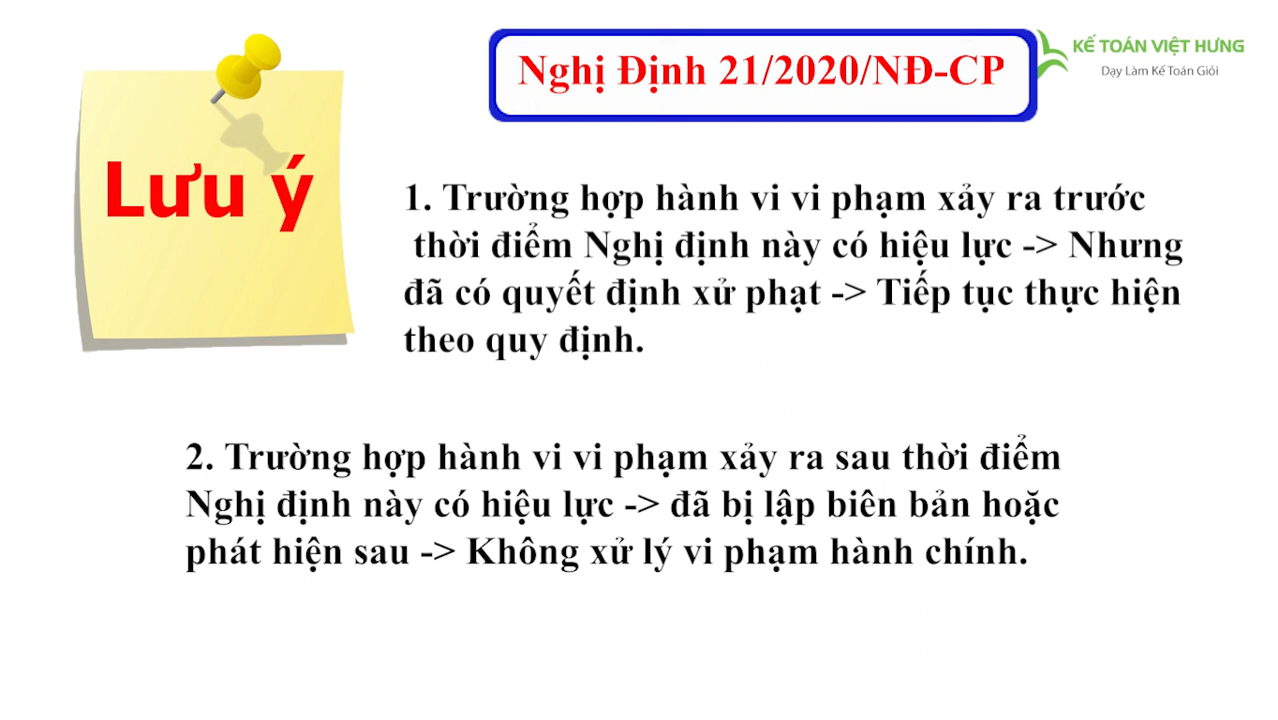 Nghị Định 21/2020/NĐ-CP
KẾ TOÁN VIỆT HƯNG
Dạy Làm Kế Toán Giỏi
Lưu ý
1. Trường hợp hành vi vi phạm xảy ra trước
thời điểm Nghị định này có hiệu lực -> Nhưng
đã có quyết định xử phạt -> Tiếp tục thực hiện
theo quy định.
2. Trường hợp hành vi vi phạm xảy ra sau thời điểm
Nghị định này có hiệu lực -> đã bị lập biên bản hoặc
phát hiện sau -> Không xử lý vi phạm hành chính.